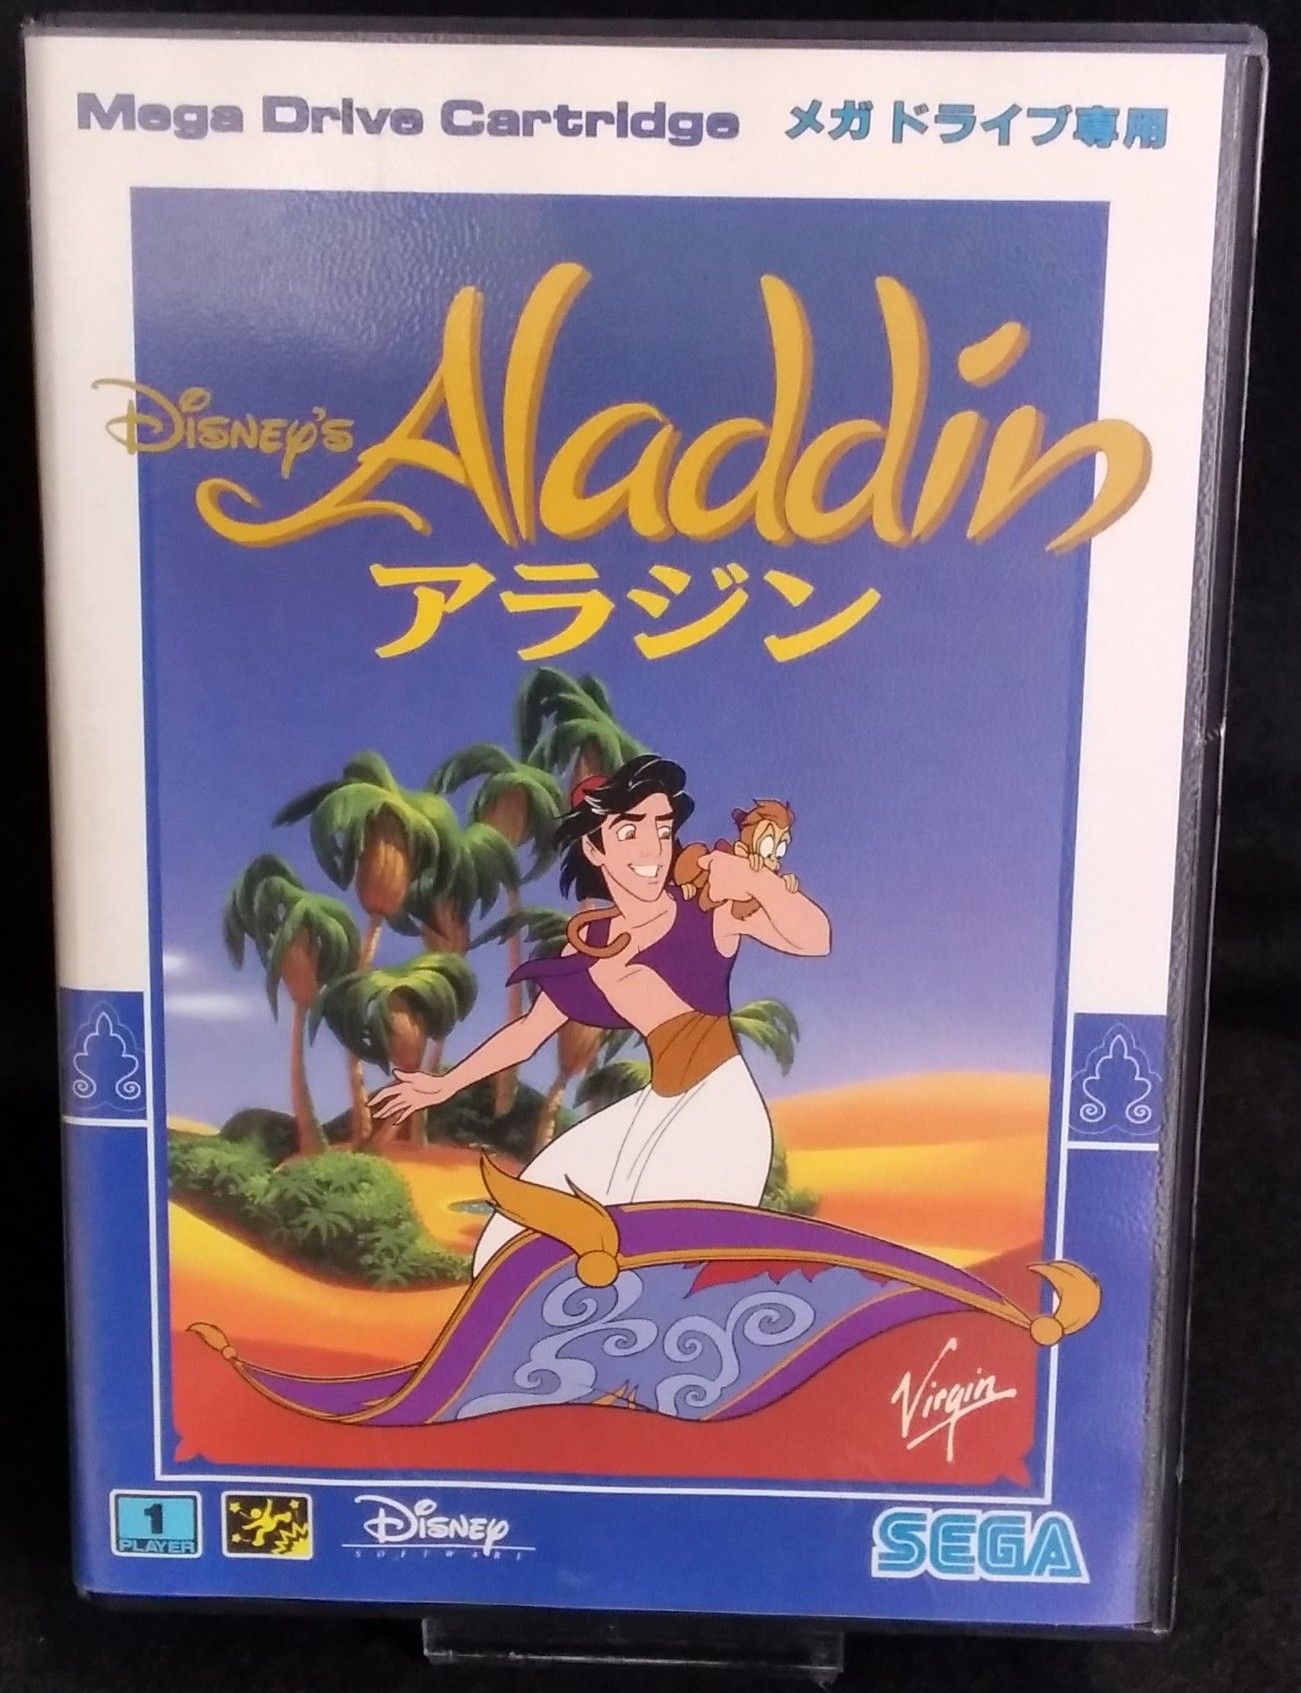 Mega Drive Cartridge メガドライブ専用
Disney's Aladdin
アラジン
Virgin
1
PLAYER
Disney
SOFTWARE
SEGA